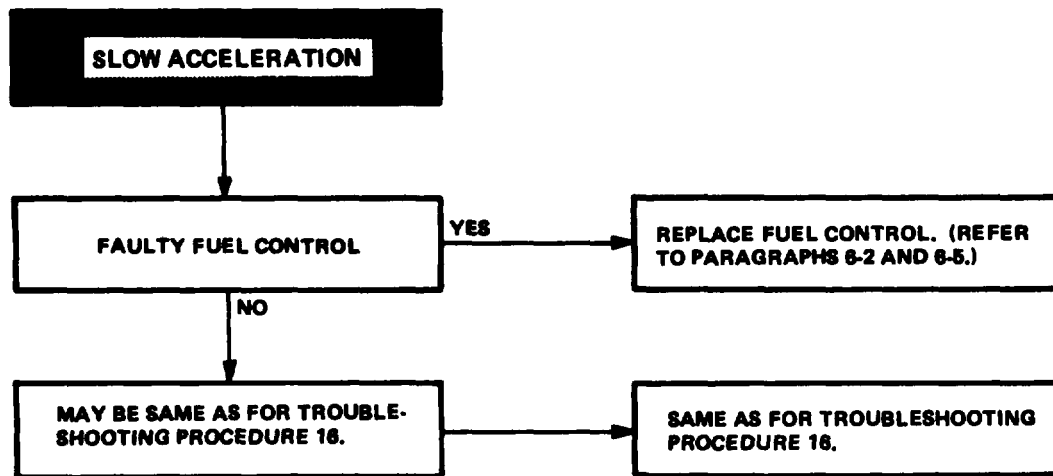 SLOW ACCELERATION
FAULTY FUEL CONTROL
YES
REPLACE FUEL CONTROL. (REFER
TO PARAGRAPHS 6-2 AND 6-5.)
NO
MAY BE SAME AS FOR TROUBLE-
SHOOTING PROCEDURE 16.
SAME AS FOR TROUBLESHOOTING
PROCEDURE 16.